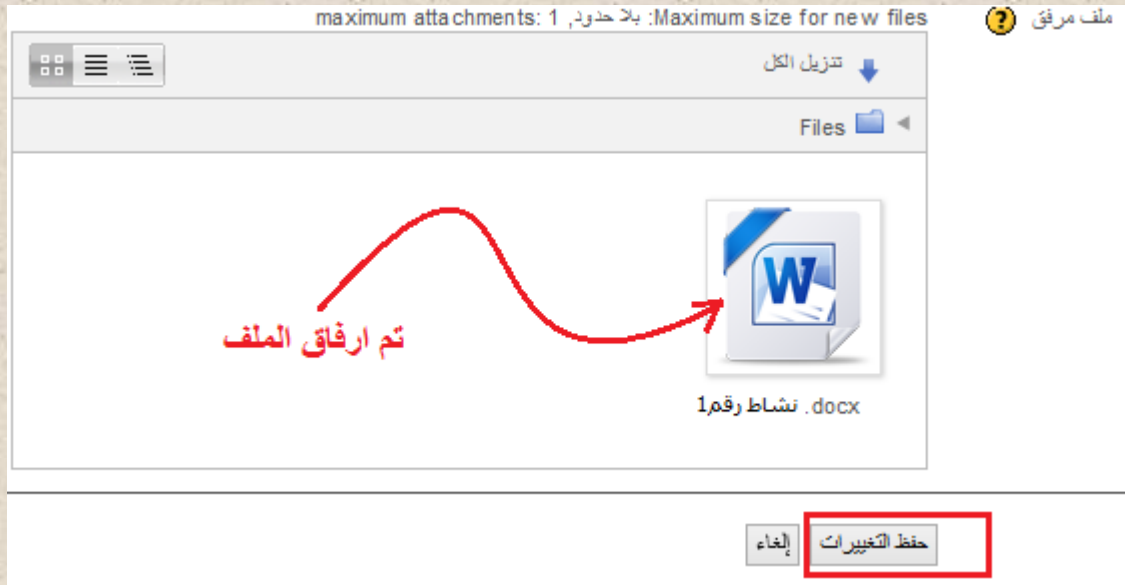 ملف مرفق
Maximum size for new files: بلا حدود, maximum attachments: 1
تنزيل الكل
Files
W
تم ارفاق الملف
نشاط رقم1 .docx
حفظ التغييرات
إلغاء